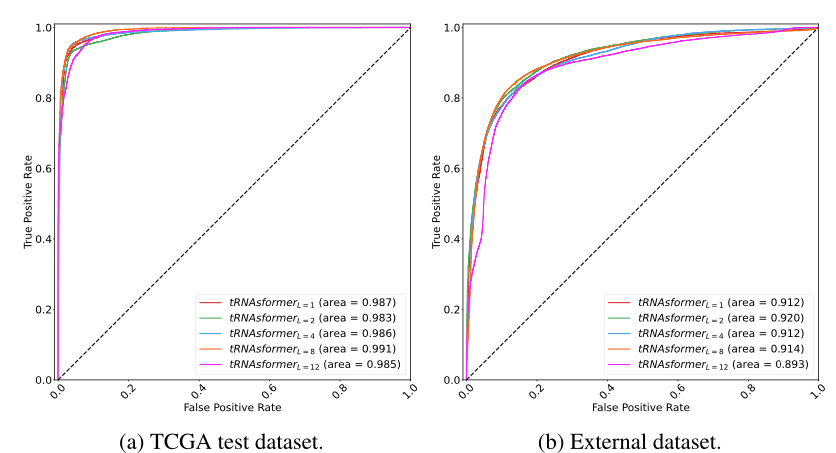 1.0
0.8
0.6
0.4
0.2
0.0
True Positive Rate
0.0
0.2
0.4
0.6
0.8
1.0
False Positive Rate
tRNAsformer_{L=1} (area = 0.987)
tRNAsformer_{L=2} (area = 0.983)
tRNAsformer_{L=4} (area = 0.986)
tRNAsformer_{L=8} (area = 0.991)
tRNAsformer_{L=12} (area = 0.985)
(a) TCGA test dataset.
1.0
0.8
0.6
0.4
0.2
0.0
True Positive Rate
0.0
0.2
0.4
0.6
0.8
1.0
False Positive Rate
tRNAsformer_{L=1} (area = 0.912)
tRNAsformer_{L=2} (area = 0.920)
tRNAsformer_{L=4} (area = 0.912)
tRNAsformer_{L=8} (area = 0.914)
tRNAsformer_{L=12} (area = 0.893)
(b) External dataset.